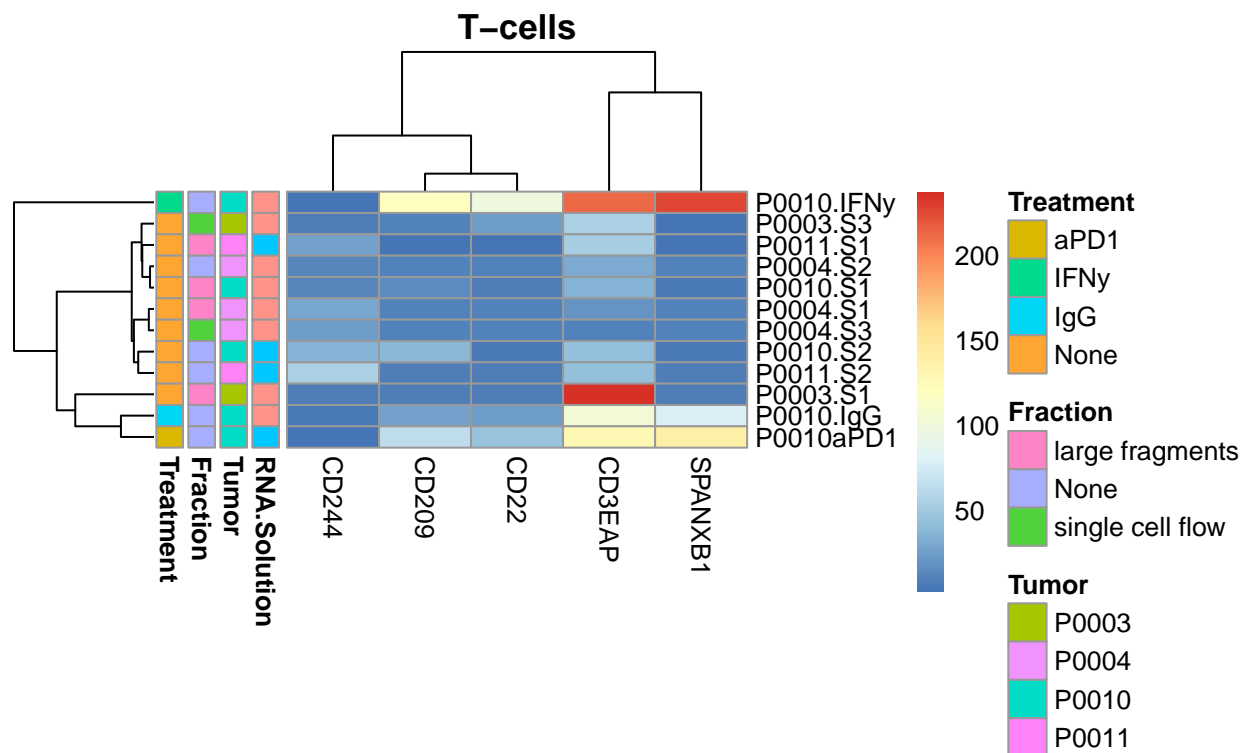 T−cells
P0010.IFNy
P0003.S3
P0011.S1
P0004.S2
P0010.S1
P0004.S1
P0004.S3
P0010.S2
P0011.S2
P0003.S1
P0010.IgG
P0010aPD1
Treatment
Fraction
Tumor
RNA.Solution
CD244
CD209
CD22
CD3EAP
SPANXB1
200
150
100
50
Treatment
aPD1
IFNy
IgG
None
Fraction
large fragments
None
single cell flow
Tumor
P0003
P0004
P0010
P0011